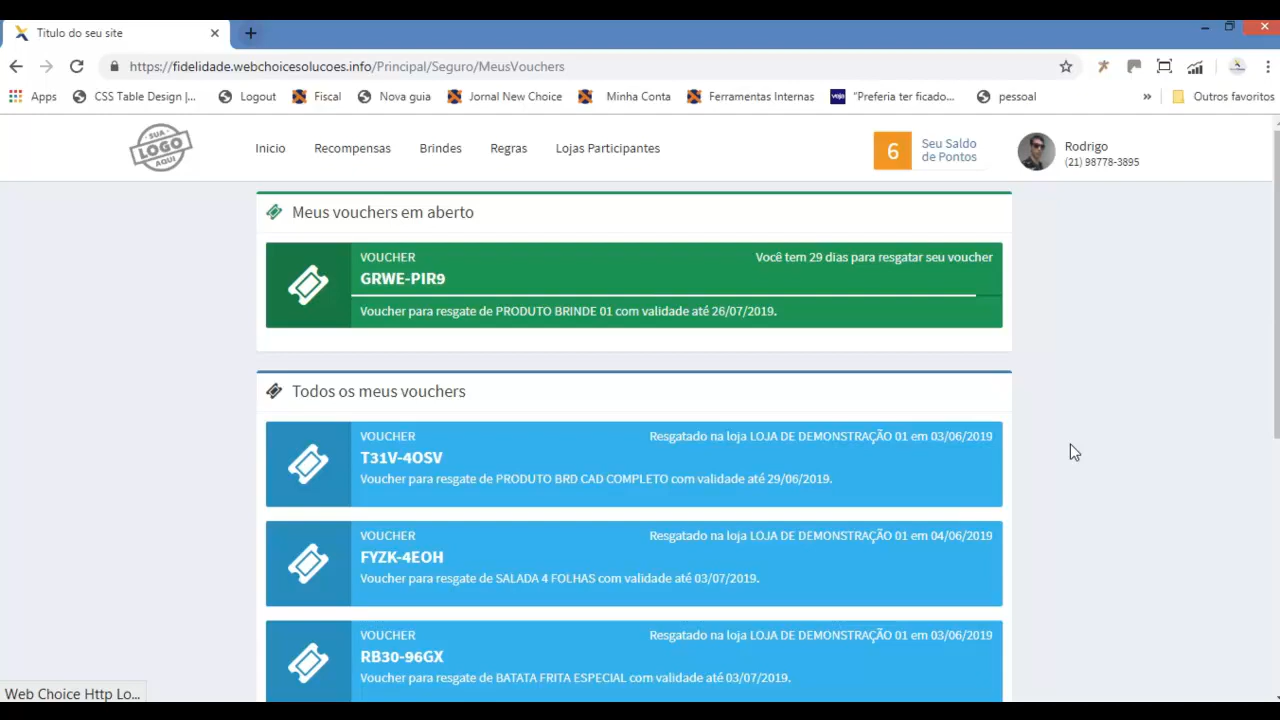 Titulo do seu site
https://fidelidade.webchoicesolucoes.info/Principal/Seguro/MeusVouchers
Apps CSS Table Design |... Logout Fiscal Nova guia Jornal New Choice Minha Conta Ferramentas Internas veja "Preferia ter ficado... pessoal » Outros favoritos
SUA
LOGO
AQUI
Inicio Recompensas Brindes Regras Lojas Participantes
6 Seu Saldo
de Pontos
Rodrigo
(21) 98778-3895
Meus vouchers em aberto
VOUCHER Você tem 29 dias para resgatar seu voucher
GRWE-PIR9
Voucher para resgate de PRODUTO BRINDE 01 com validade até 26/07/2019.
Todos os meus vouchers
VOUCHER Resgatado na loja LOJA DE DEMONSTRAÇÃO 01 em 03/06/2019
T31V-4OSV
Voucher para resgate de PRODUTO BRD CAD COMPLETO com validade até 29/06/2019.
VOUCHER Resgatado na loja LOJA DE DEMONSTRAÇÃO 01 em 04/06/2019
FYZK-4EOH
Voucher para resgate de SALADA 4 FOLHAS com validade até 03/07/2019.
VOUCHER Resgatado na loja LOJA DE DEMONSTRAÇÃO 01 em 03/06/2019
RB30-96GX
Voucher para resgate de BATATA FRITA ESPECIAL com validade até 03/07/2019.
Web Choice Http Lo...